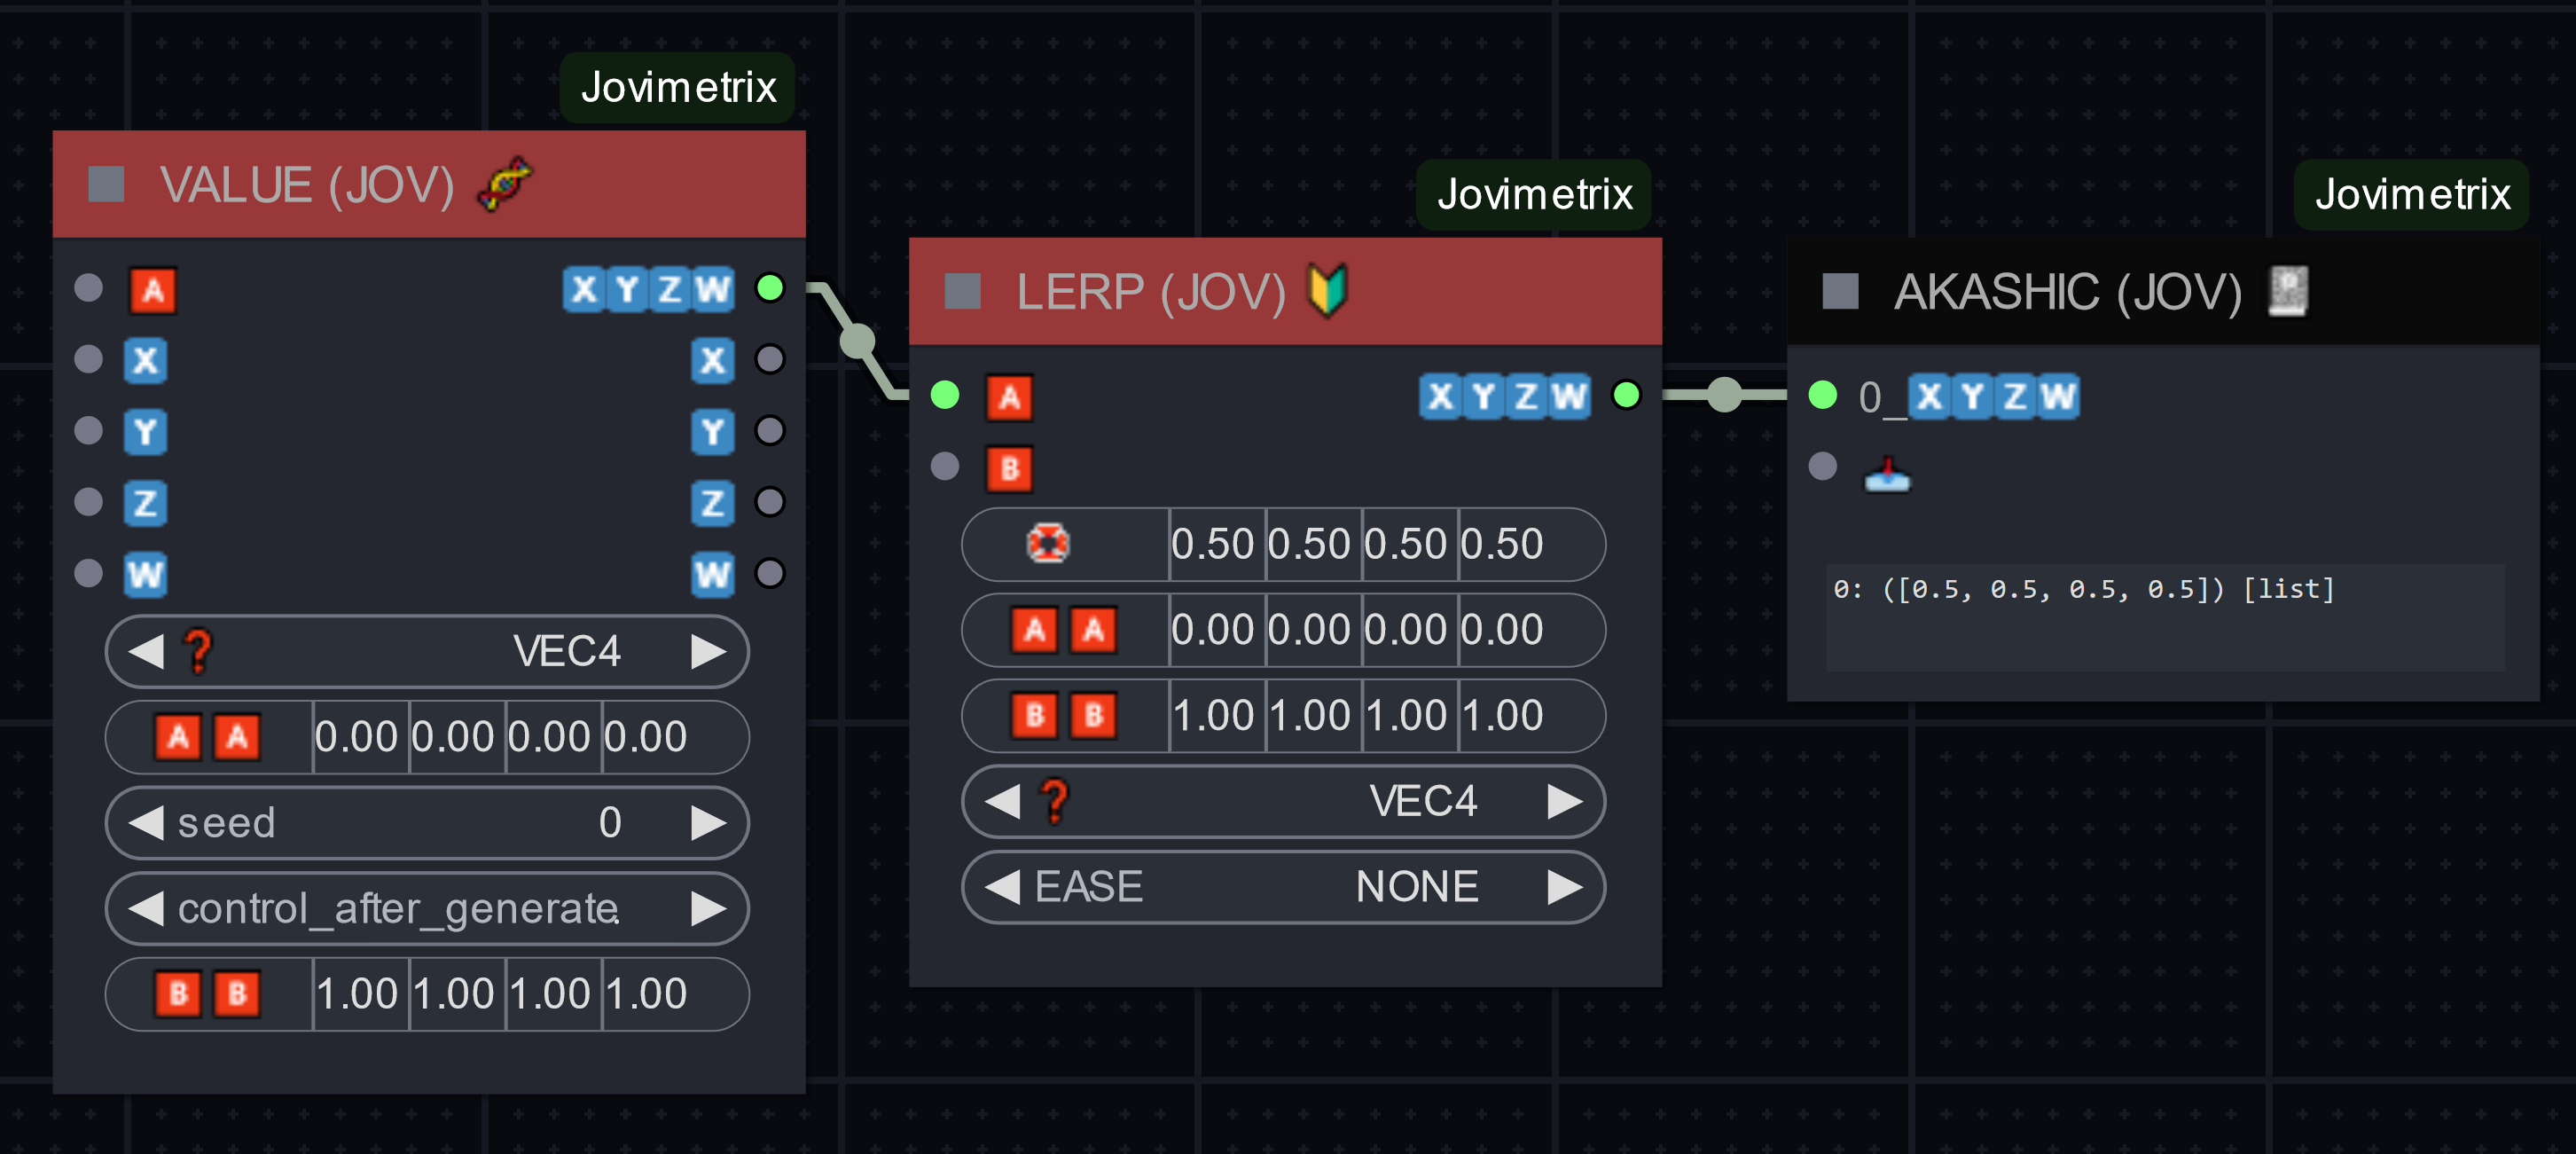 Jovimetrix
VALUE (JOV)
A XYZW
X X
Y Y
Z Z
W W
? VEC4
A A 0.00 0.00 0.00 0.00
seed 0
control_after_generate.
B B 1.00 1.00 1.00 1.00
Jovimetrix
LERP (JOV)
A XYZW
B
0.50 0.50 0.50 0.50
A A 0.00 0.00 0.00 0.00
B B 1.00 1.00 1.00 1.00
? VEC4
EASE NONE
Jovimetrix
AKASHIC (JOV)
0_XYZW
0: ([0.5, 0.5, 0.5, 0.5]) [list]